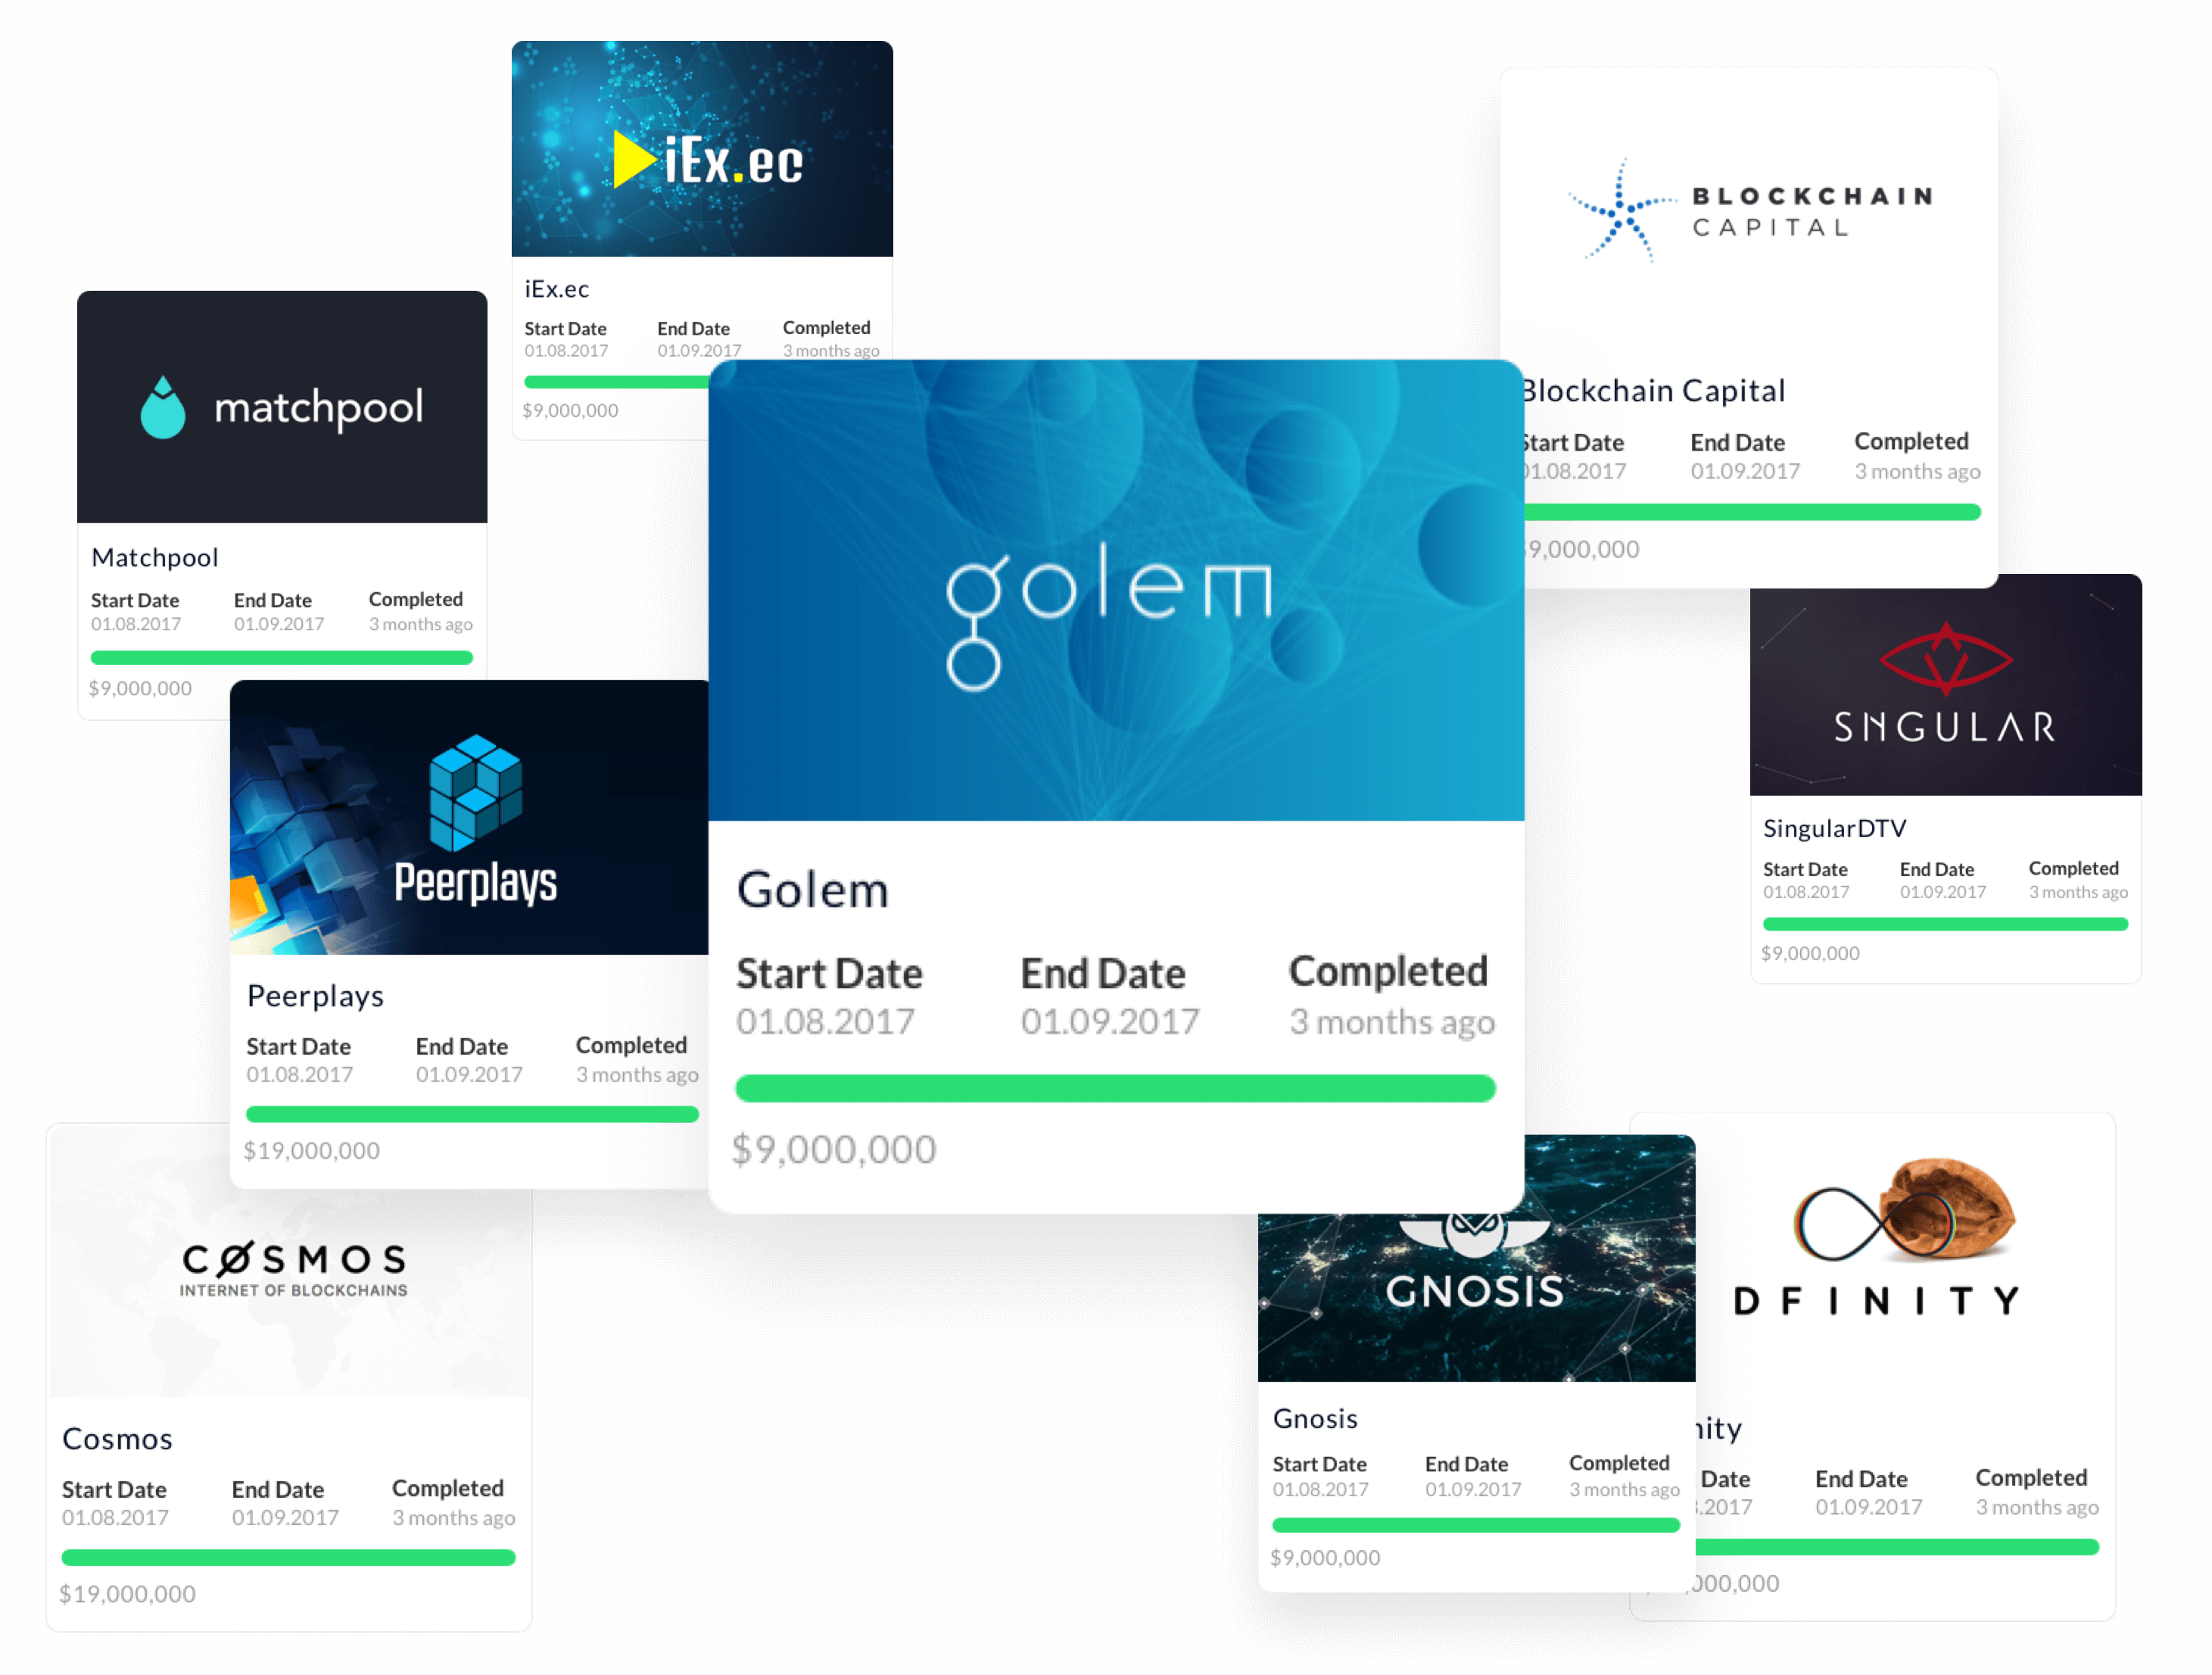 iEx.ec
iEx.ec
Start Date End Date Completed
01.08.2017 01.09.2017 3 months ago
$9,000,000
BLOCKCHAIN
CAPITAL
Blockchain Capital
Start Date End Date Completed
01.08.2017 01.09.2017 3 months ago
$9,000,000
matchpool
Matchpool
Start Date End Date Completed
01.08.2017 01.09.2017 3 months ago
$9,000,000
golem
Golem
Start Date End Date Completed
01.08.2017 01.09.2017 3 months ago
$9,000,000
SNGULAR
SingularDTV
Start Date End Date Completed
01.08.2017 01.09.2017 3 months ago
$9,000,000
Peerplays
Peerplays
Start Date End Date Completed
01.08.2017 01.09.2017 3 months ago
$19,000,000
COSMOS
INTERNET OF BLOCKCHAINS
Cosmos
Start Date End Date Completed
01.08.2017 01.09.2017 3 months ago
$19,000,000
GNOSIS
Gnosis
Start Date End Date Completed
01.08.2017 01.09.2017 3 months ago
$9,000,000
DFINITY
nity
Date End Date Completed
.2017 01.09.2017 3 months ago
000,000